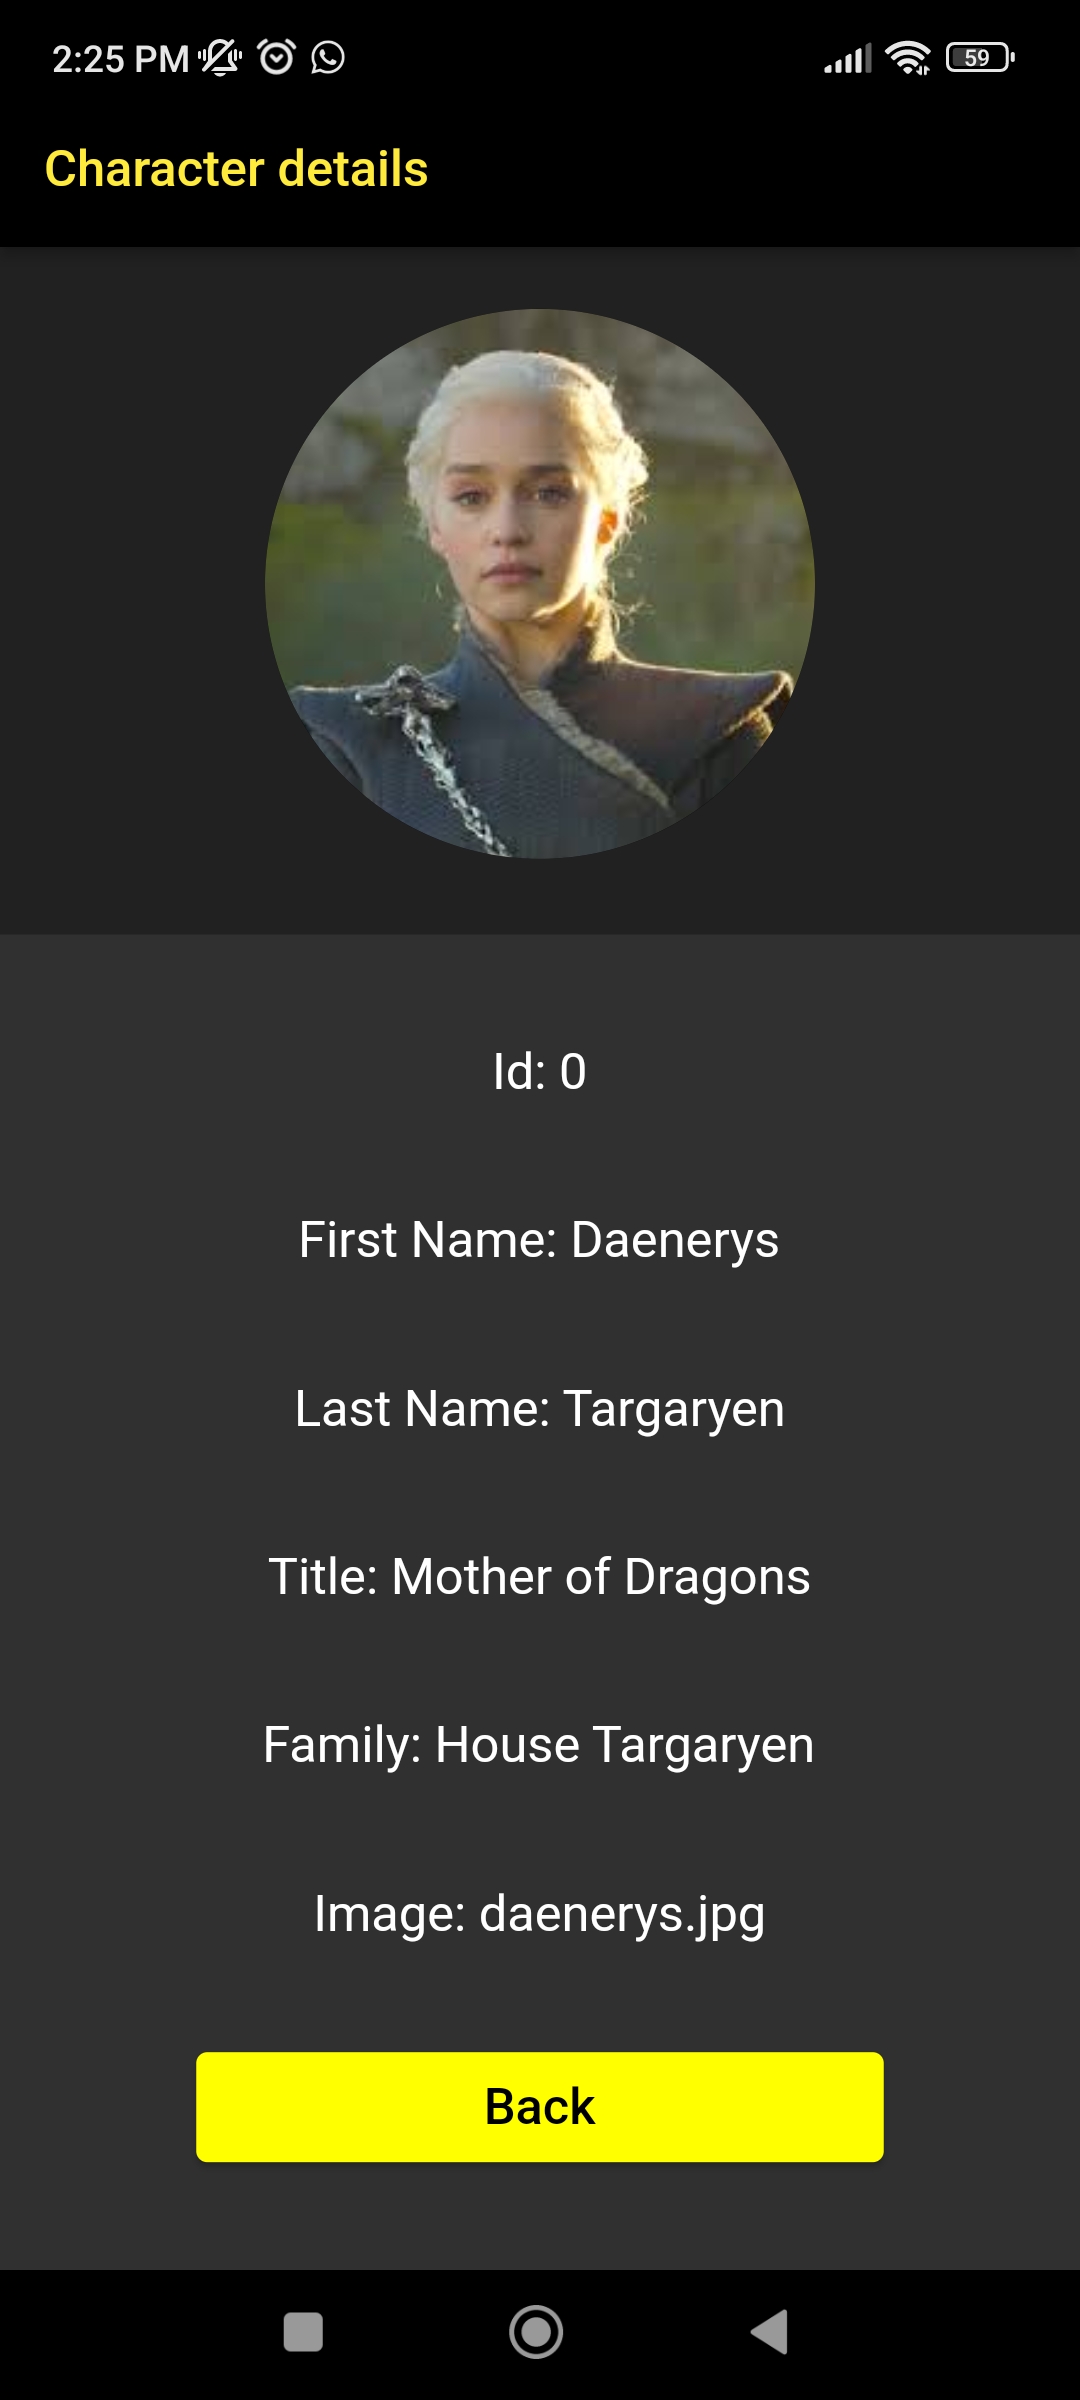 2:25 PM
59
Character details
Id: 0
First Name: Daenerys
Last Name: Targaryen
Title: Mother of Dragons
Family: House Targaryen
Image: daenerys.jpg
Back